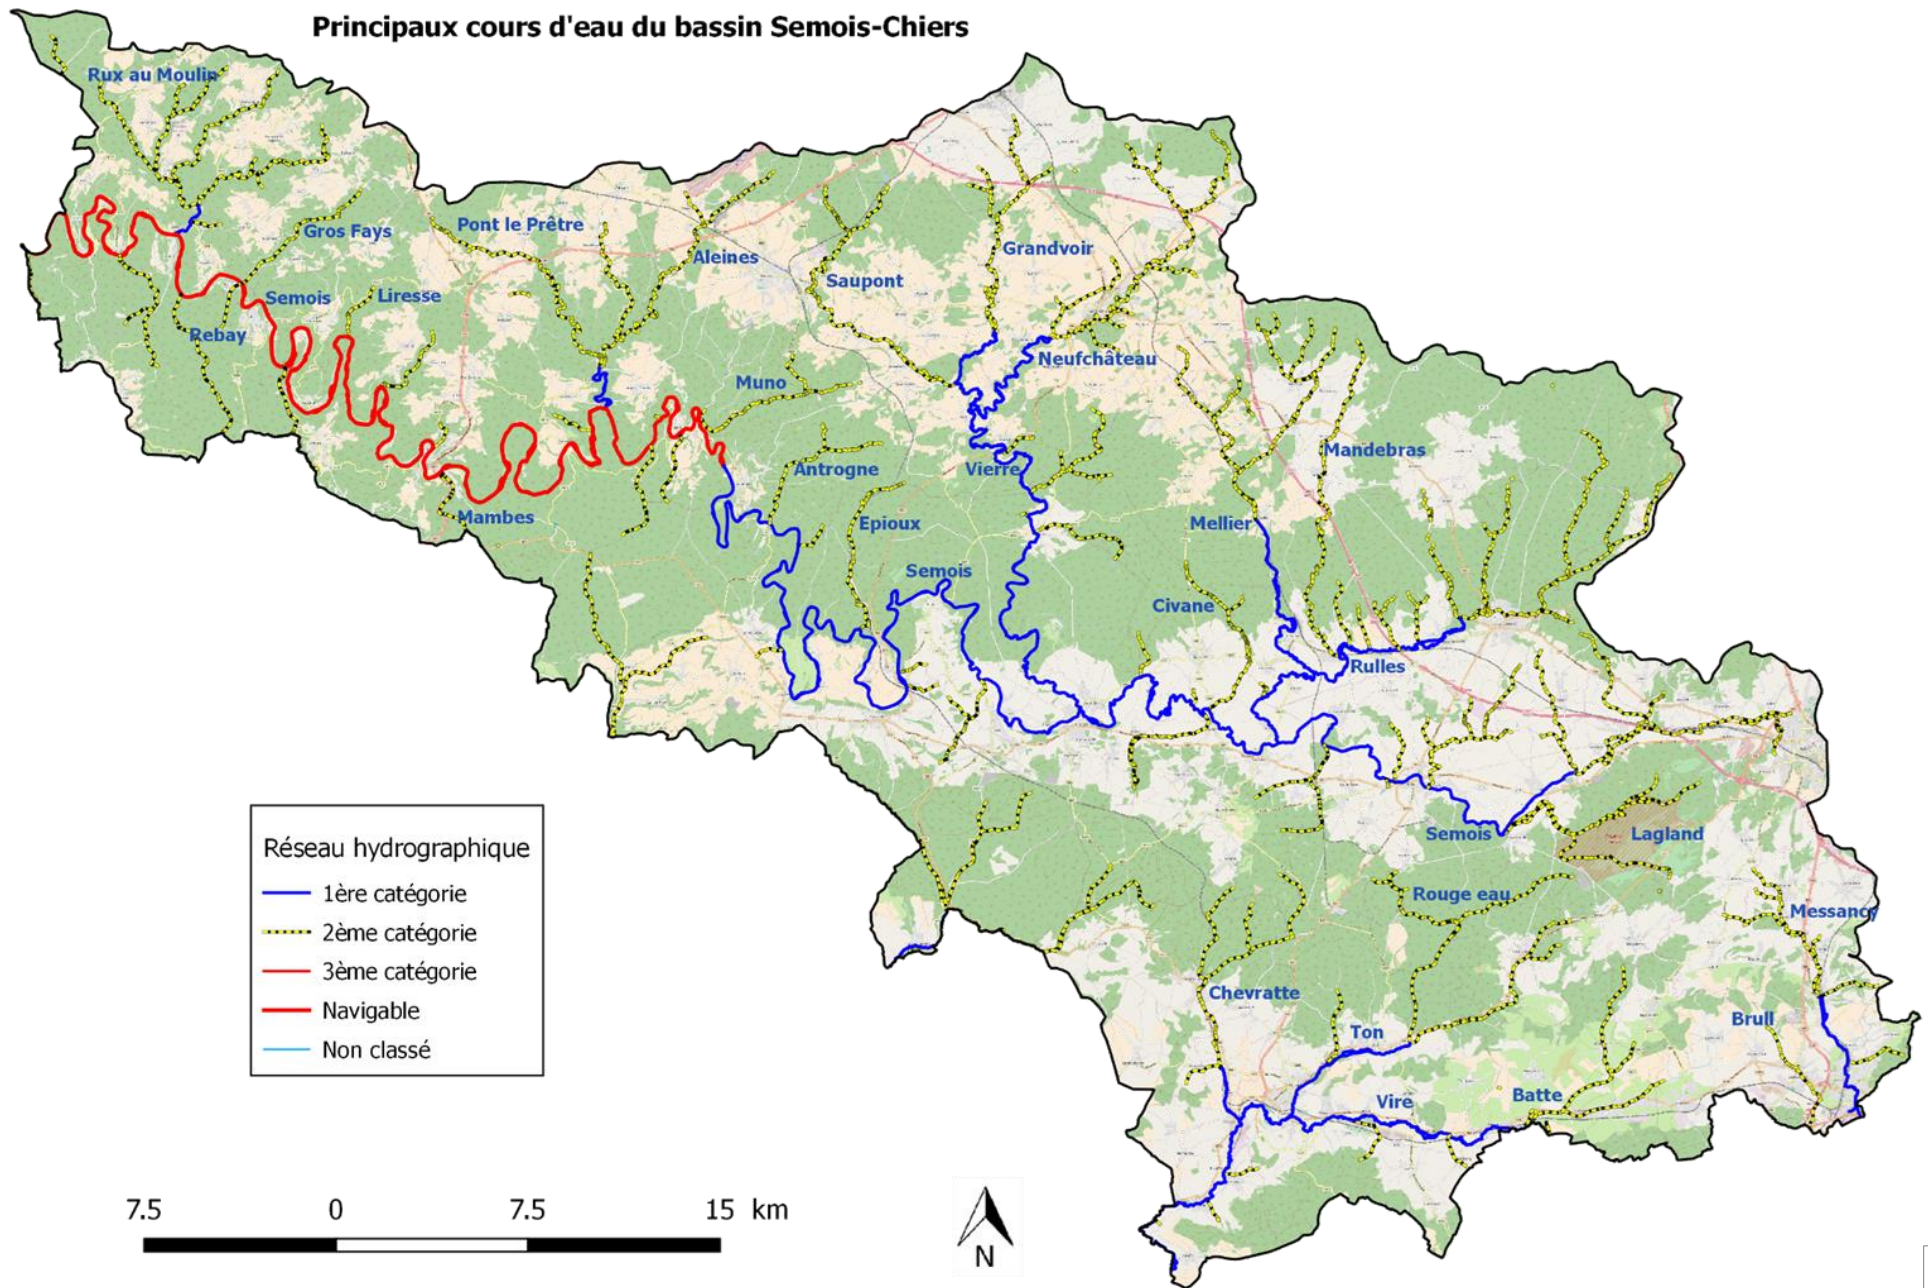 Principaux cours d'eau du bassin Semois-Chiers
Rux au Moulin
Gros Fays
Pont le Prêtre
Aleines
Grandvoir
Saupont
Semois
Liresse
Rebay
Neufchâteau
Muno
Mandebras
Antrogne
Vierre
Mambes
Epioux
Mellier
Semois
Civane
Rulles
Semois
Lagland
Rouge eau
Messancy
Chevratte
Ton
Brull
Vire
Batte
Réseau hydrographique
1ère catégorie
2ème catégorie
3ème catégorie
Navigable
Non classé
7.5 0 7.5 15 km
N